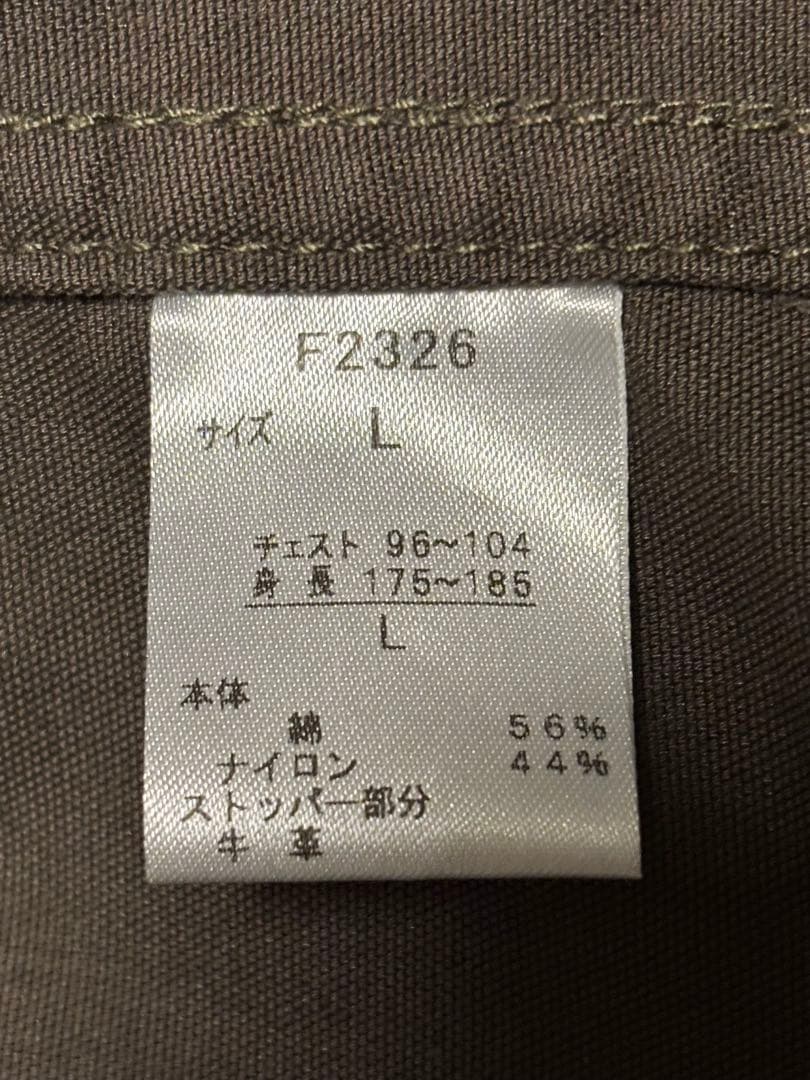 F2326
サイズ L
チェスト 96~104
身長 175~185
L
本体
綿 56%
ナイロン 44%
ストッパー部分
牛革